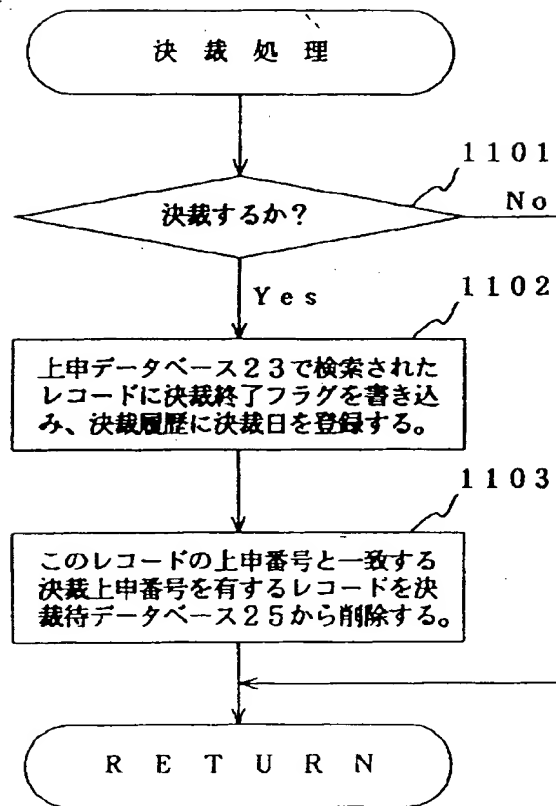 決裁処理
1101
決裁するか?
No
Yes
1102
上申データベース23で検索された
レコードに決裁終了フラグを書き込
み、決裁履歴に決裁日を登録する。
1103
このレコードの上申番号と一致する
決裁上申番号を有するレコードを決
裁待データベース25から削除する。
RETURN